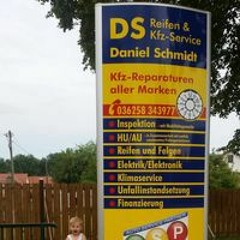 DS Reifen &
Kfz-Service
Daniel Schmidt
Kfz-Reparaturen
aller Marken
036258 343977
Inspektion
HU/AU
Reifen und Felgen
Elektrik/Elektronik
Klimaservice
Unfallinstandsetzung
Finanzierung
P